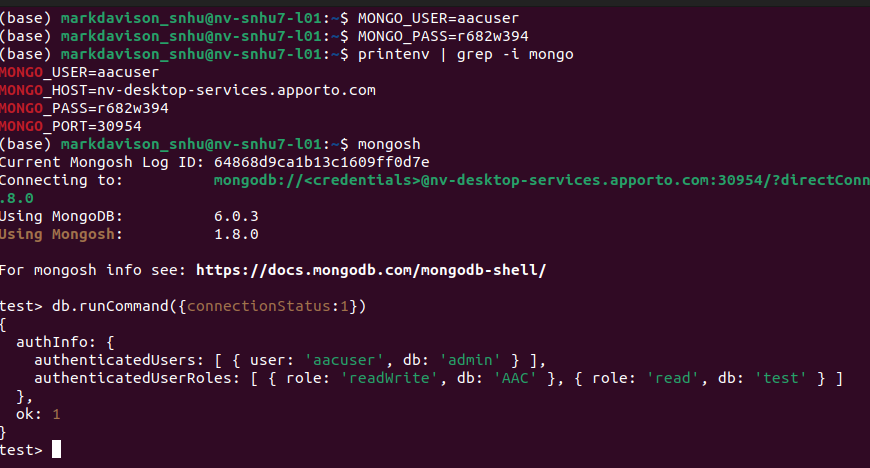 (base) markdavison_snhu@nv-snhu7-l01:~$ MONGO_USER=aacuser
(base) markdavison_snhu@nv-snhu7-l01:~$ MONGO_PASS=r682w394
(base) markdavison_snhu@nv-snhu7-l01:~$ printenv | grep -i mongo
MONGO_USER=aacuser
MONGO_HOST=nv-desktop-services.apporto.com
MONGO_PASS=r682w394
MONGO_PORT=30954
(base) markdavison_snhu@nv-snhu7-l01:~$ mongosh
Current Mongosh Log ID: 64868d9ca1b13c1609ff0d7e
Connecting to:          mongodb://<credentials>@nv-desktop-services.apporto.com:30954/?directConn
.8.0
Using MongoDB:          6.0.3
Using Mongosh:          1.8.0

For mongosh info see: https://docs.mongodb.com/mongodb-shell/

test> db.runCommand({connectionStatus:1})
{
  authInfo: {
    authenticatedUsers: [ { user: 'aacuser', db: 'admin' } ],
    authenticatedUserRoles: [ { role: 'readWrite', db: 'AAC' }, { role: 'read', db: 'test' } ]
  },
  ok: 1
}
test>